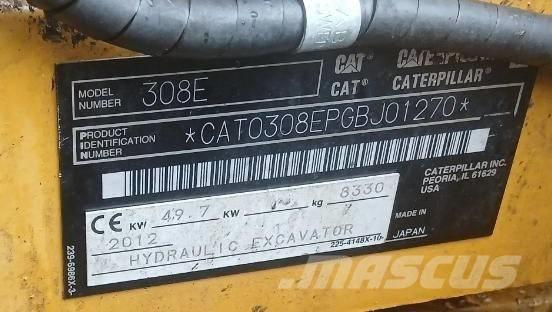 CAT CATERPILLAR
CAT® CATERPILLAR®
MODEL NUMBER 308E
PRODUCT IDENTIFICATION NUMBER *CAT0308EPGBJ01270*
CATERPILLAR INC.
PEORIA, IL 61629
USA
CE KW 49.7 KW kg 8330
2012
HYDRAULIC EXCAVATOR
225-4148X-10
MADE IN
JAPAN
239-6986X-3
MASCUS